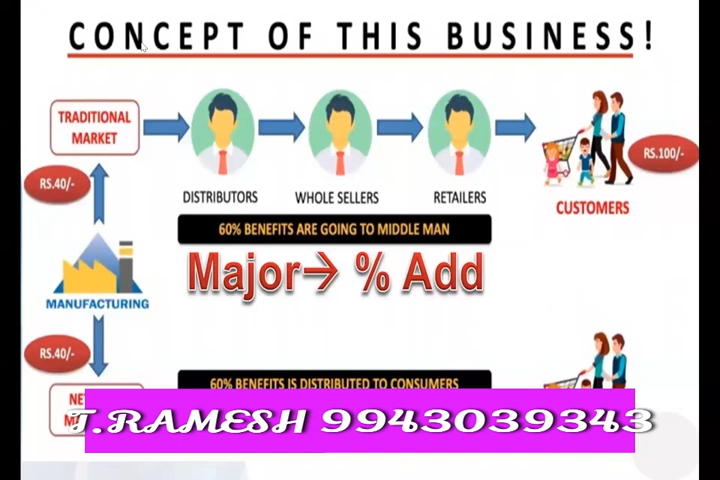 CONCEPT OF THIS BUSINESS!
TRADITIONAL
MARKET
RS.40/-
DISTRIBUTORS
WHOLE SELLERS
RETAILERS
CUSTOMERS
RS.100/-
60% BENEFITS ARE GOING TO MIDDLE MAN
Major→ % Add
MANUFACTURING
RS.40/-
60% BENEFITS IS DISTRIBUTED TO CONSUMERS
T.RAMESH 9943039343